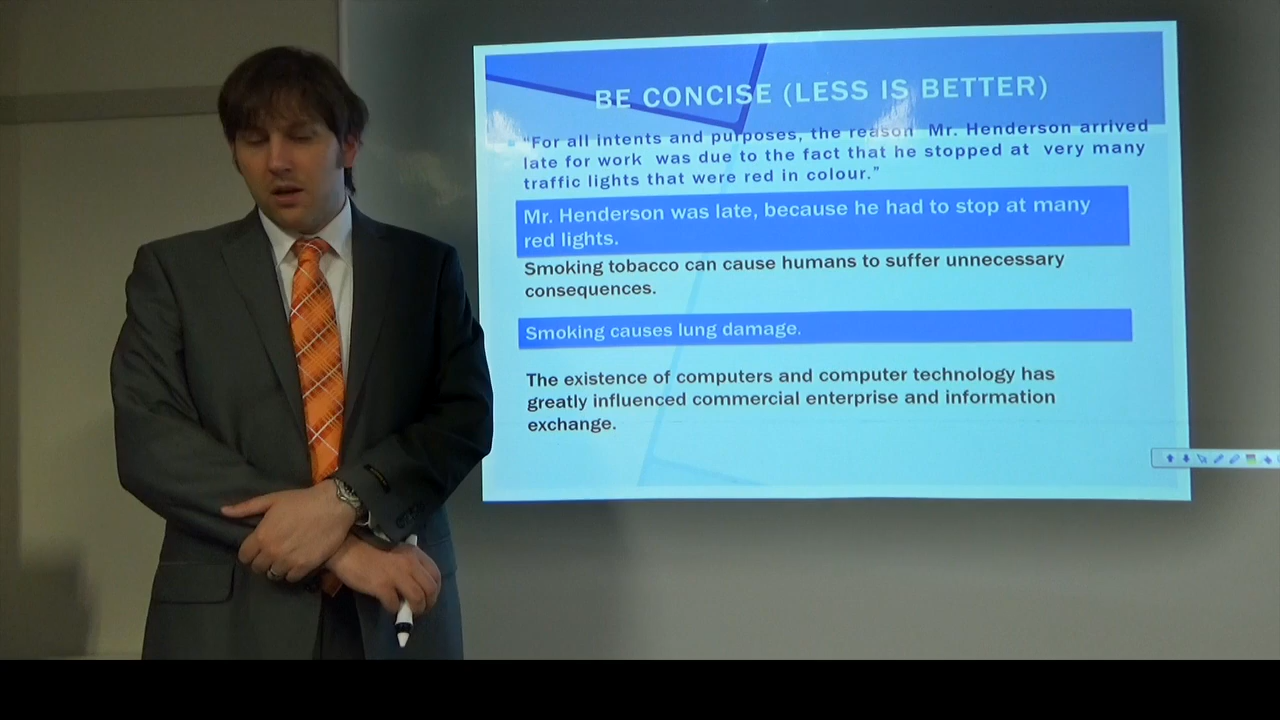 BE CONCISE (LESS IS BETTER)
"For all intents and purposes, the reason Mr. Henderson arrived
late for work was due to the fact that he stopped at very many
traffic lights that were red in colour."
Mr. Henderson was late, because he had to stop at many
red lights.
Smoking tobacco can cause humans to suffer unnecessary
consequences.
Smoking causes lung damage.
The existence of computers and computer technology has
greatly influenced commercial enterprise and information
exchange.